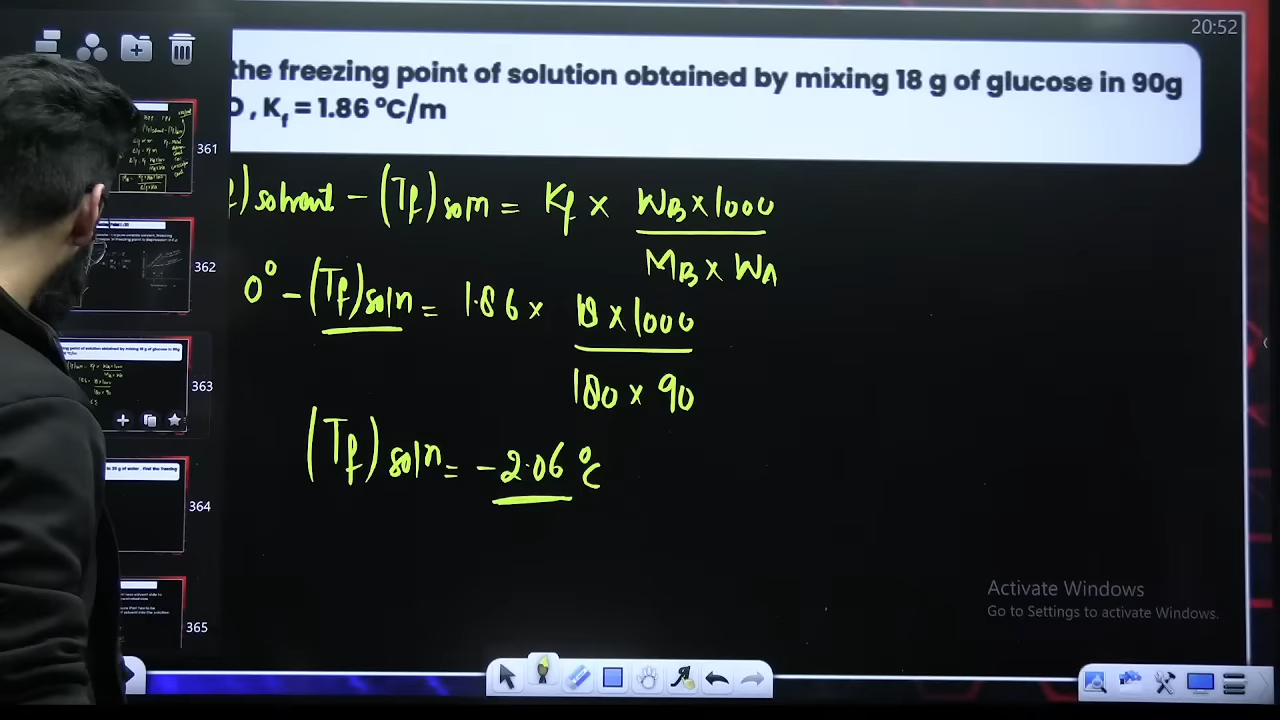 20:52
the freezing point of solution obtained by mixing 18 g of glucose in 90g
O , Kf = 1.86 °C/m
361
362
363
364
365
f)solvent - (Tf)soln = Kf × WB × 1000
MB × WA
0° - (Tf)soln = 1.86 × 18 × 1000
180 × 90
(Tf)soln = -2.06 °C
Activate Windows
Go to Settings to activate Windows.